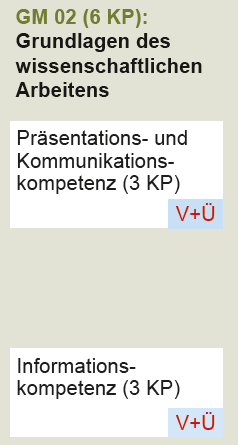 GM 02 (6 KP):
Grundlagen des
wissenschaftlichen
Arbeitens
Präsentations- und
Kommunikations-
kompetenz (3 KP)
V+Ü
Informations-
kompetenz (3 KP)
V+Ü